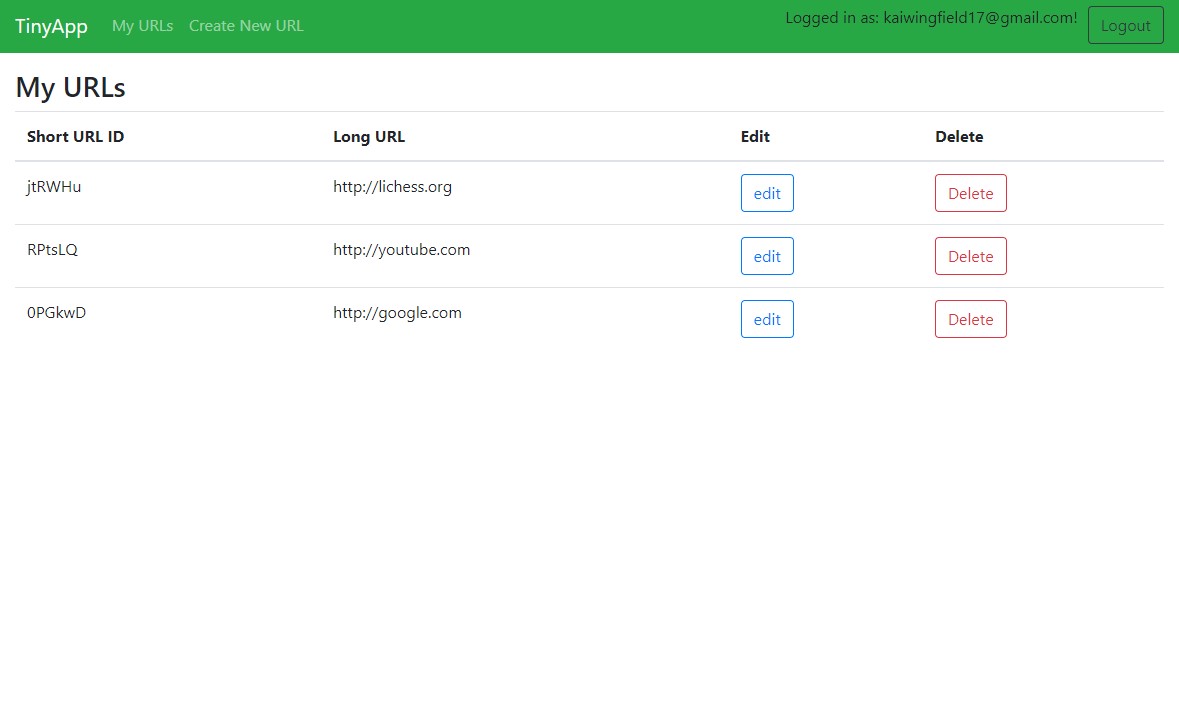 TinyApp My URLs Create New URL Logged in as: kaiwingfield17@gmail.com! Logout
My URLs
Short URL ID Long URL Edit Delete
jtRWHu http://lichess.org edit Delete
RPtsLQ http://youtube.com edit Delete
0PGkwD http://google.com edit Delete